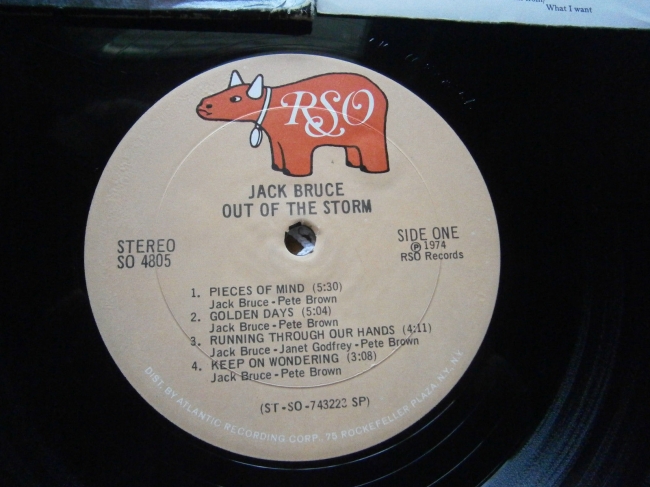 What I want
RSO
JACK BRUCE
OUT OF THE STORM
STEREO
SO 4805
SIDE ONE
Ⓟ 1974
RSO Records
1. PIECES OF MIND (5:30)
Jack Bruce - Pete Brown
2. GOLDEN DAYS (5:04)
Jack Bruce - Pete Brown
3. RUNNING THROUGH OUR HANDS (4:11)
Jack Bruce - Janet Godfrey - Pete Brown
4. KEEP ON WONDERING (3:08)
Jack Bruce - Pete Brown
(ST-SO-743223 SP)
DIST. BY ATLANTIC RECORDING CORP., 75 ROCKEFELLER PLAZA, N.Y., N.Y.